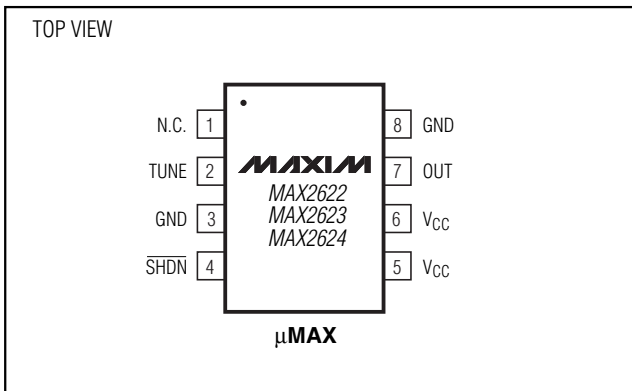 TOP VIEW
N.C. 1
TUNE 2
GND 3
SHDN 4
MAXIM
MAX2622
MAX2623
MAX2624
8 GND
7 OUT
6 VCC
5 VCC
µMAX